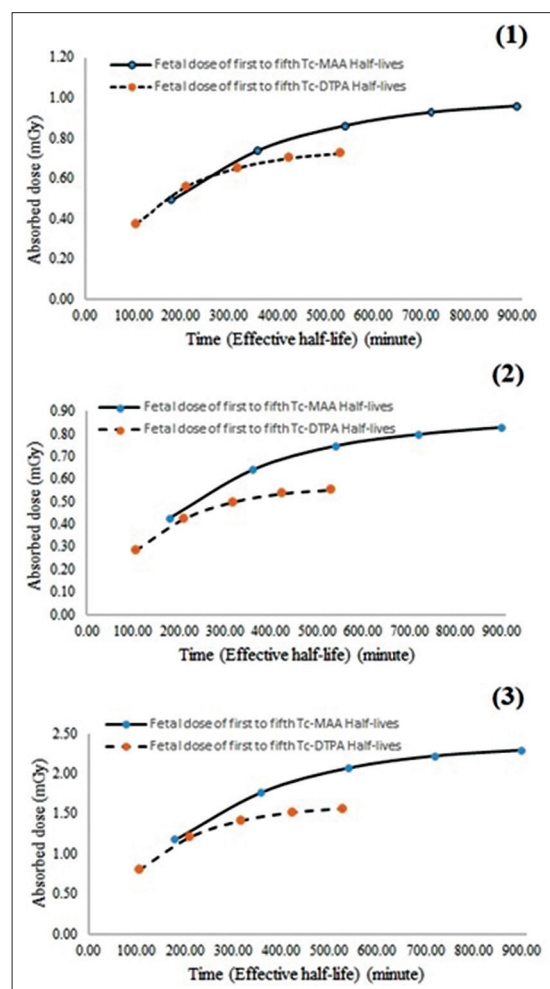 (1)
1.20
Fetal dose of first to fifth Tc-MAA Half-lives
Fetal dose of first to fifth Tc-DTPA Half-lives
1.00
0.80
0.60
0.40
0.20
0.00
Absorbed dose (mGy)
0.00 100.00 200.00 300.00 400.00 500.00 600.00 700.00 800.00 900.00
Time (Effective half-life) (minute)
(2)
0.90
Fetal dose of first to fifth Tc-MAA Half-lives
0.80
Fetal dose of first to fifth Tc-DTPA Half-lives
0.70
0.60
0.50
0.40
0.30
0.20
0.10
0.00
Absorbed dose (mGy)
0.00 100.00 200.00 300.00 400.00 500.00 600.00 700.00 800.00 900.00
Time (Effective half-life) (minute)
(3)
2.50
Fetal dose of first to fifth Tc-MAA Half-lives
Fetal dose of first to fifth Tc-DTPA Half-lives
2.00
1.50
1.00
0.50
0.00
Absorbed dose (mGy)
0.00 100.00 200.00 300.00 400.00 500.00 600.00 700.00 800.00 900.00
Time (Effective half-life) (minute)